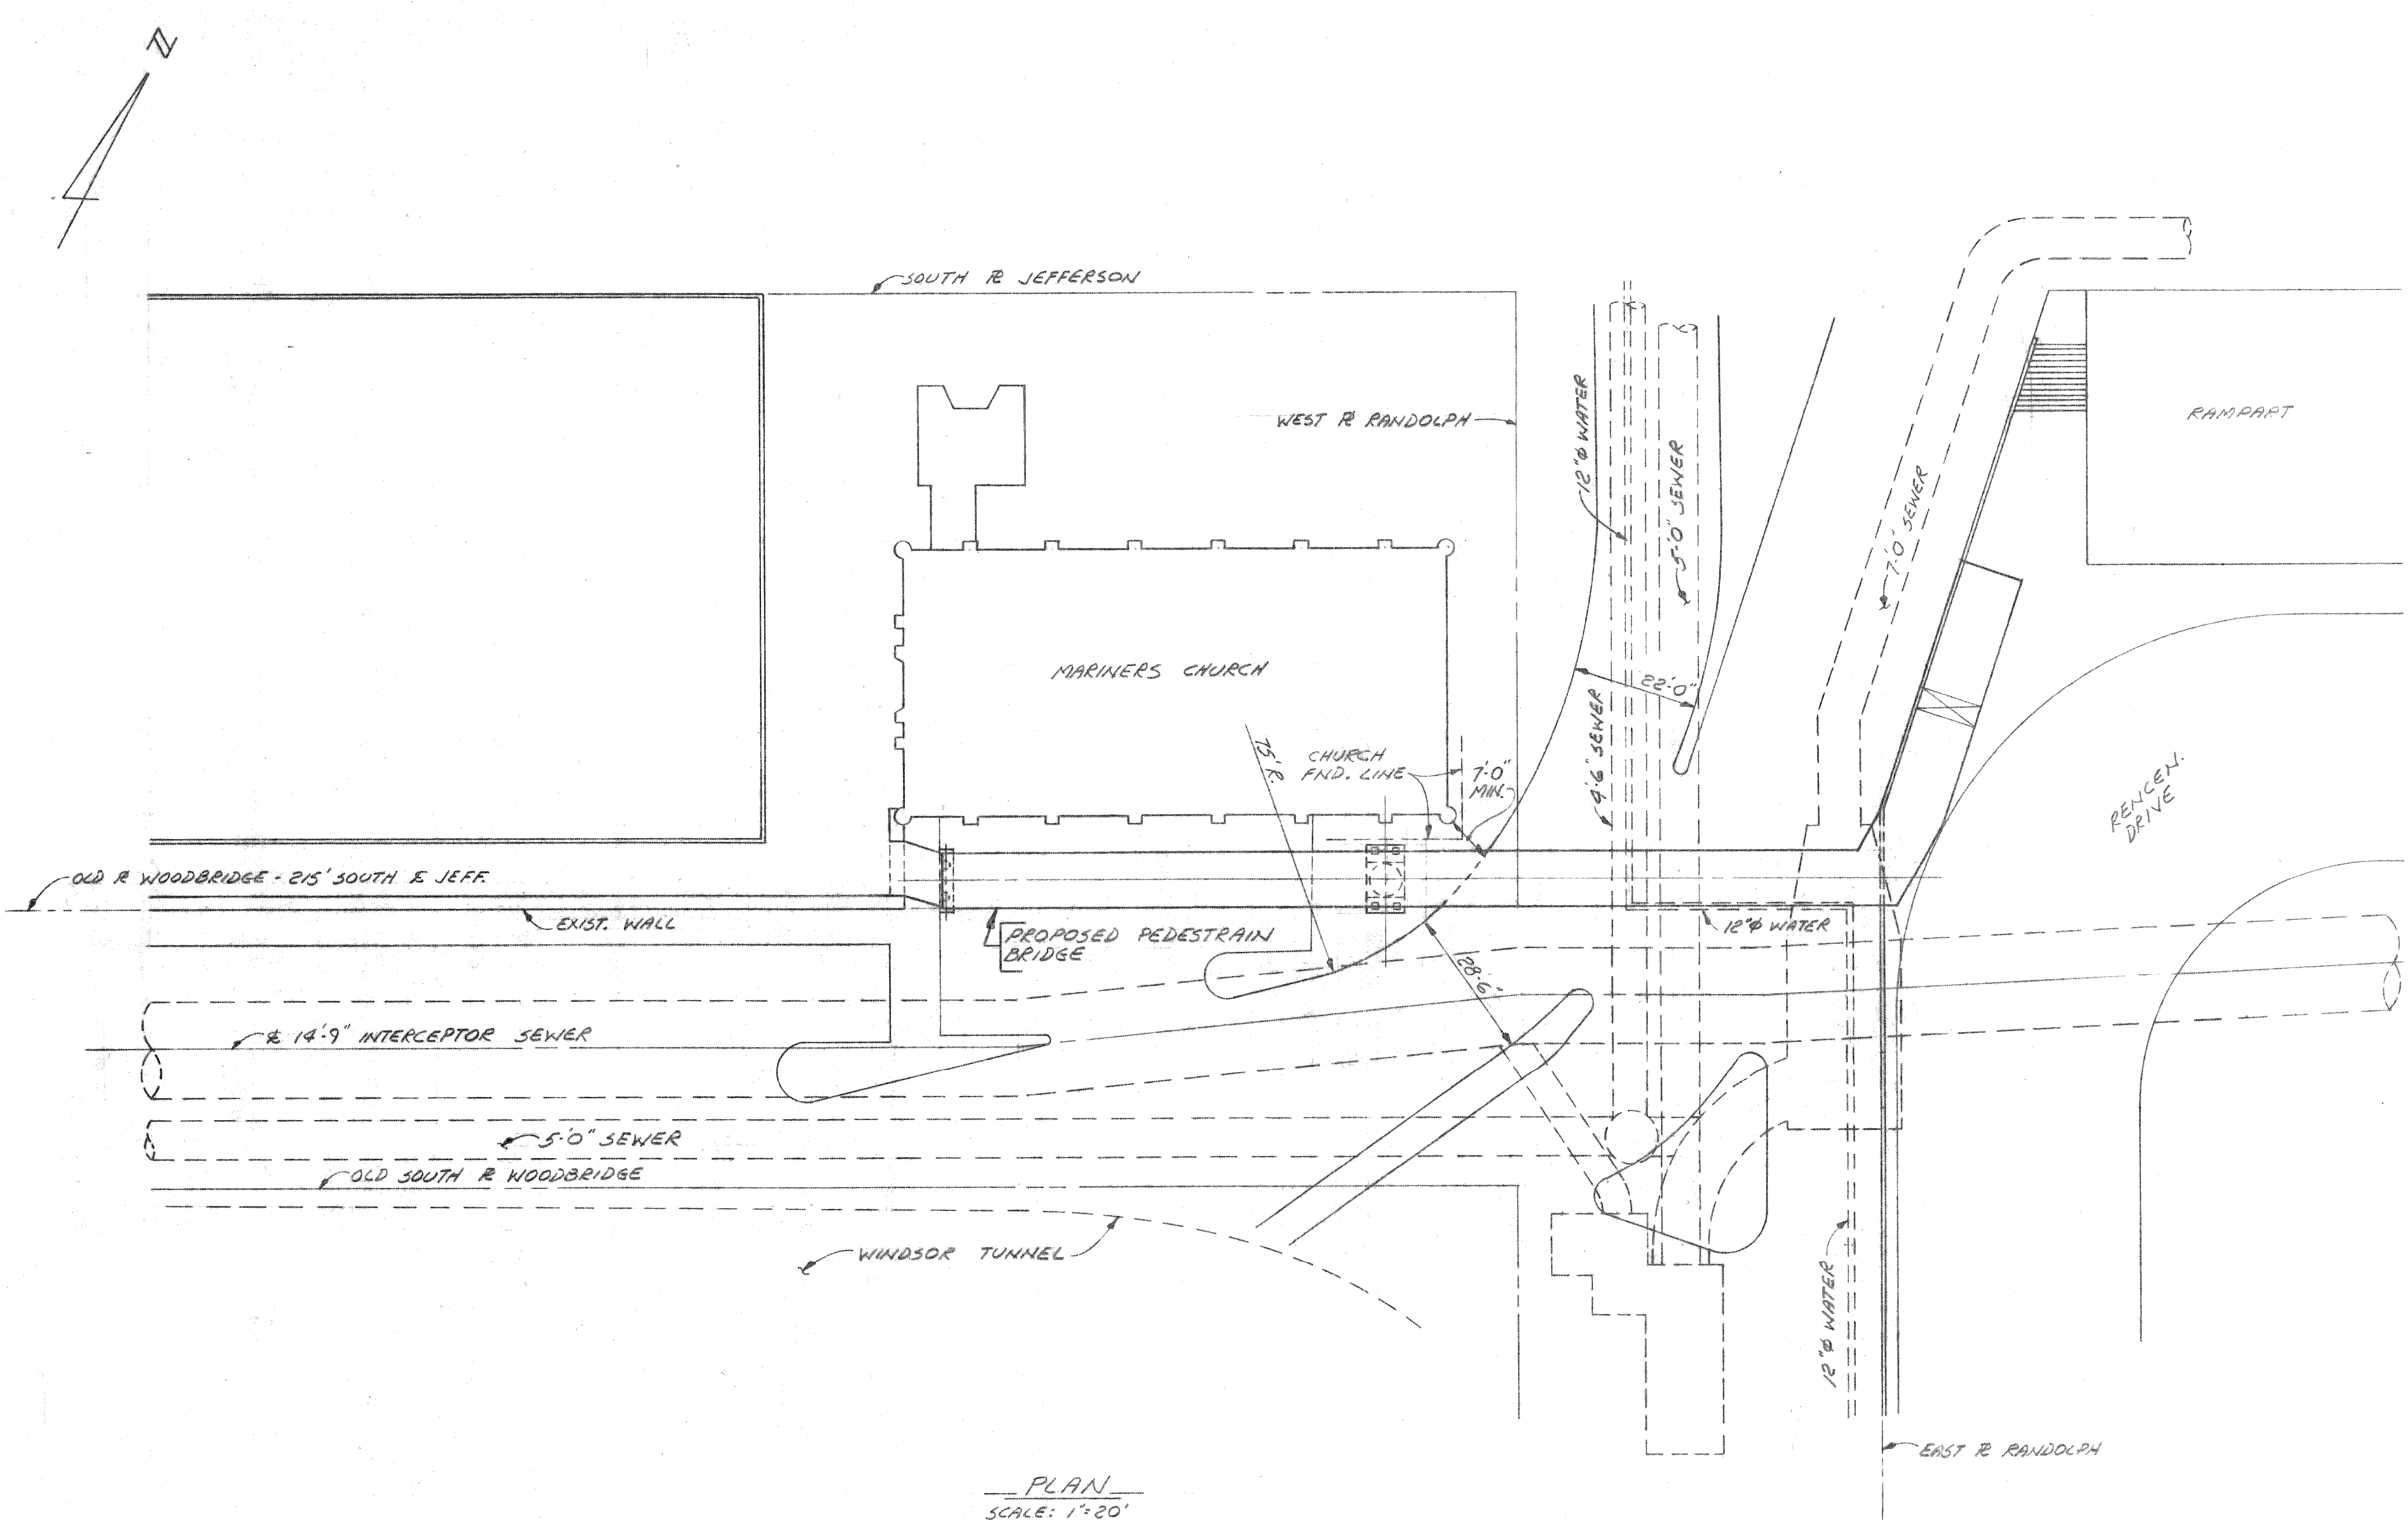 N
SOUTH ⅊ JEFFERSON
WEST ⅊ RANDOLPH
12"⌀ WATER
5'-0" SEWER
7'-0" SEWER
RAMPART
MARINERS CHURCH
22'-0"
4'-6" SEWER
75' R.
CHURCH
FND. LINE
7'-0"
MIN.
RENCEN.
DRIVE
OLD ⅊ WOODBRIDGE - 215' SOUTH ℄ JEFF.
EXIST. WALL
PROPOSED PEDESTRAIN
BRIDGE
12"⌀ WATER
28'-6"
℄ 14'-9" INTERCEPTOR SEWER
5'-0" SEWER
OLD SOUTH ⅊ WOODBRIDGE
WINDSOR TUNNEL
12"⌀ WATER
EAST ⅊ RANDOLPH
PLAN
SCALE: 1"=20'